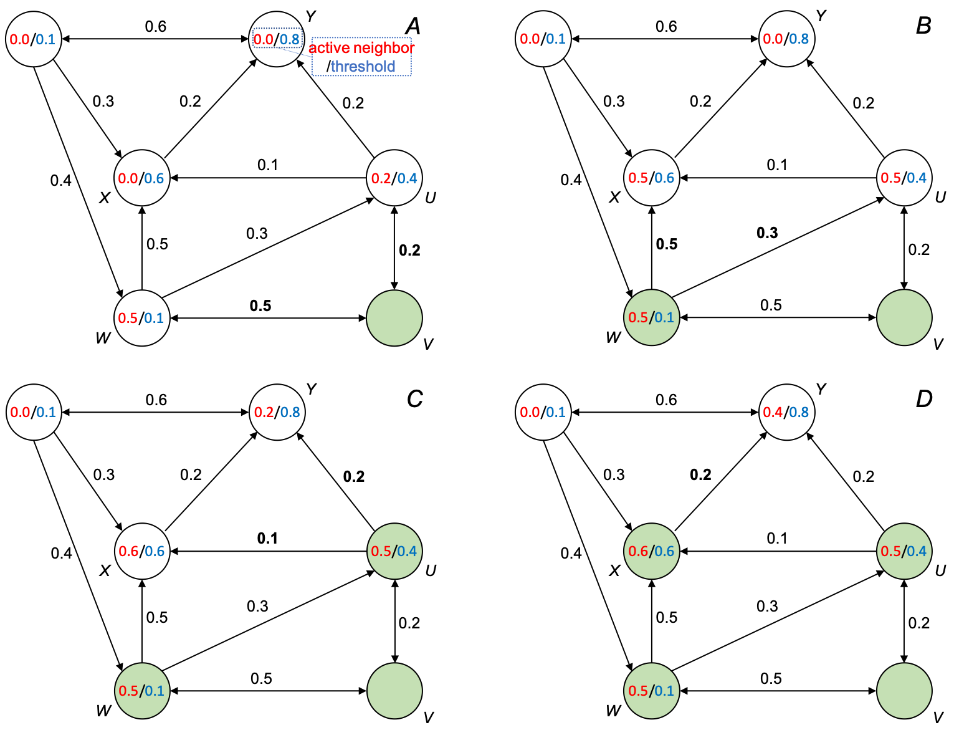 A
Y
0.0/0.1
0.6
0.0/0.8
active neighbor
/threshold
0.3
0.2
0.2
0.4
0.0/0.6
0.1
0.2/0.4
X
U
0.5
0.3
0.2
0.5/0.1
0.5
W
V
B
Y
0.0/0.1
0.6
0.0/0.8
0.3
0.2
0.2
0.4
0.5/0.6
0.1
0.5/0.4
X
U
0.5
0.3
0.2
0.5/0.1
0.5
W
V
C
Y
0.0/0.1
0.6
0.2/0.8
0.3
0.2
0.2
0.4
0.6/0.6
0.1
0.5/0.4
X
U
0.5
0.3
0.2
0.5/0.1
0.5
W
V
D
Y
0.0/0.1
0.6
0.4/0.8
0.3
0.2
0.2
0.4
0.6/0.6
0.1
0.5/0.4
X
U
0.5
0.3
0.2
0.5/0.1
0.5
W
V